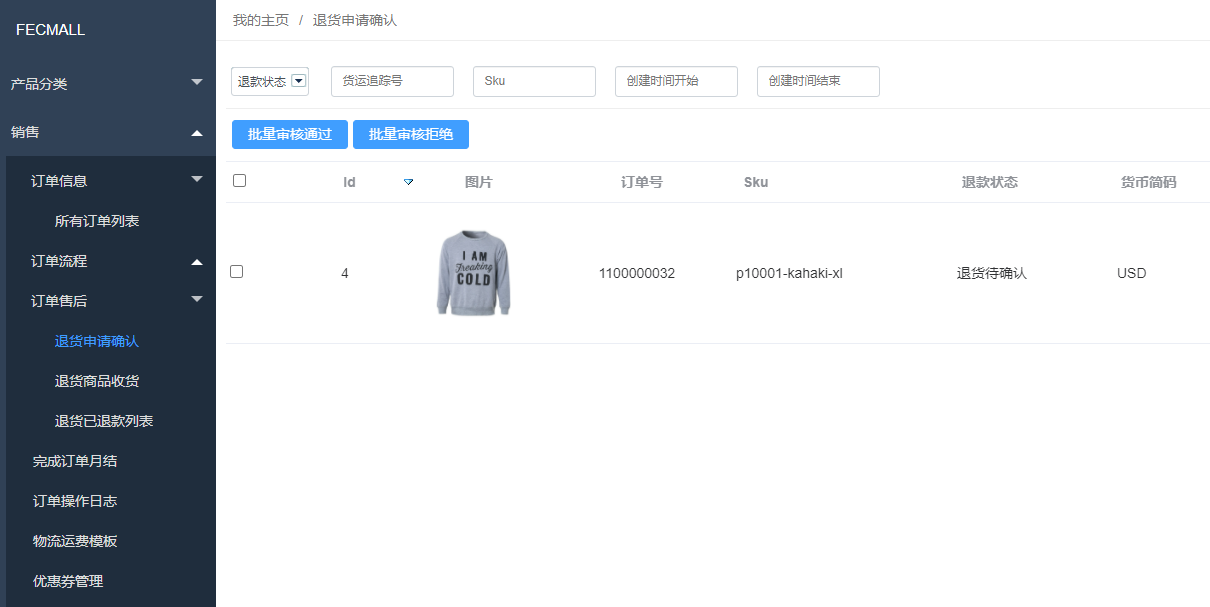 FECMALL
产品分类
销售
订单信息
所有订单列表
订单流程
订单售后
退货申请确认
退货商品收货
退货已退款列表
完成订单月结
订单操作日志
物流运费模板
优惠券管理
我的主页 / 退货申请确认
退款状态 货运追踪号 Sku 创建时间开始 创建时间结束
批量审核通过 批量审核拒绝
Id 图片 订单号 Sku 退款状态 货币简码
I AM
freaking
COLD
4 1100000032 p10001-kahaki-xl 退货待确认 USD